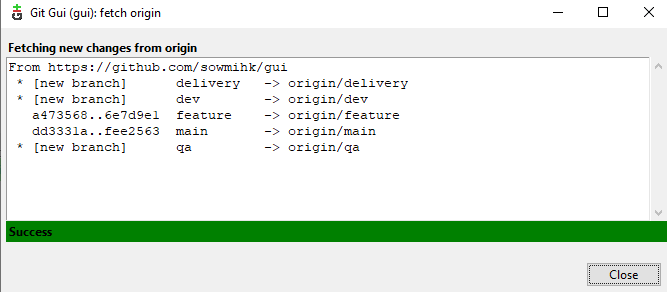 Git Gui (gui): fetch origin
Fetching new changes from origin
From https://github.com/sowmihk/gui
* [new branch] delivery -> origin/delivery
* [new branch] dev -> origin/dev
a473568..6e7d9e1 feature -> origin/feature
dd3331a..fee2563 main -> origin/main
* [new branch] qa -> origin/qa
Success
Close